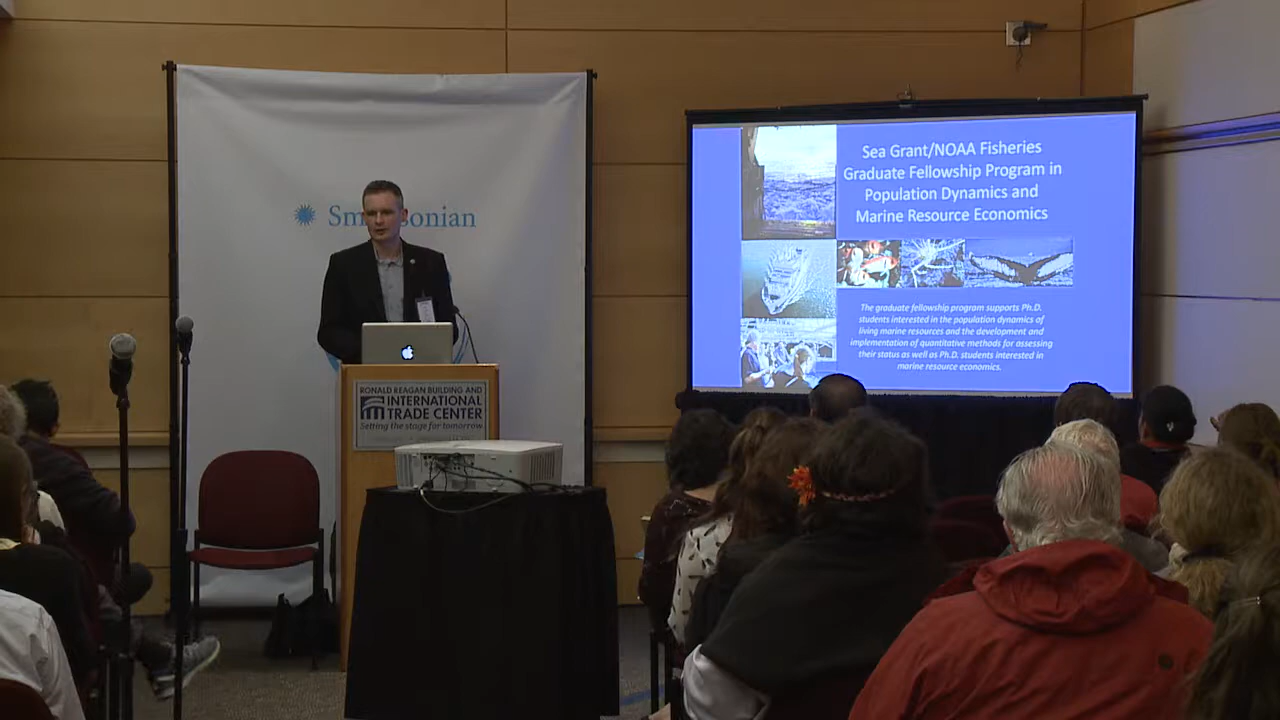 Smithsonian
RONALD REAGAN BUILDING AND
INTERNATIONAL
TRADE CENTER
Setting the stage for tomorrow
Sea Grant/NOAA Fisheries
Graduate Fellowship Program in
Population Dynamics and
Marine Resource Economics
The graduate fellowship program supports Ph.D.
students interested in the population dynamics of
living marine resources and the development and
implementation of quantitative methods for assessing
their status as well as Ph.D. students interested in
marine resource economics.